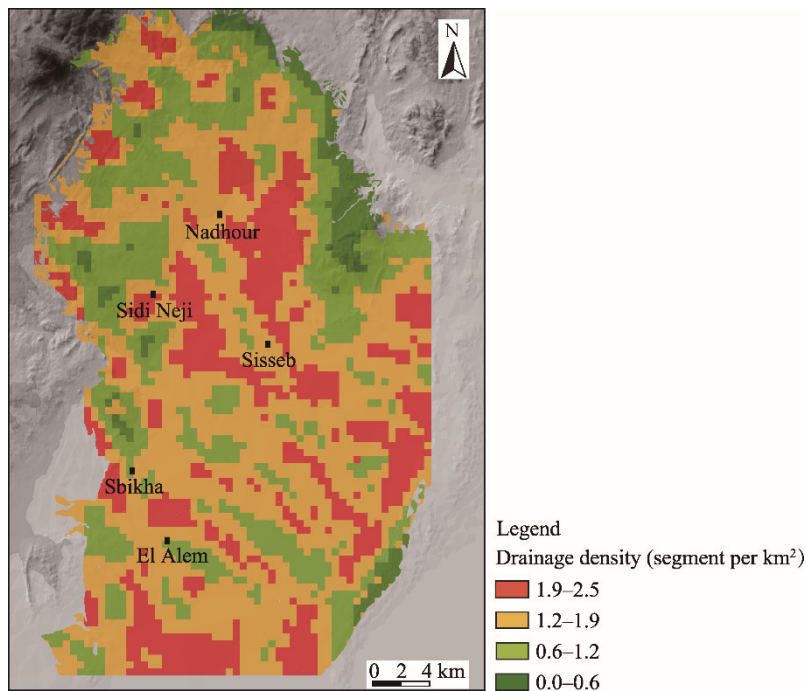 N
Nadhour
Sidi Neji
Sisseb
Sbikha
El Alem
0 2 4 km
Legend
Drainage density (segment per km²)
1.9–2.5
1.2–1.9
0.6–1.2
0.0–0.6